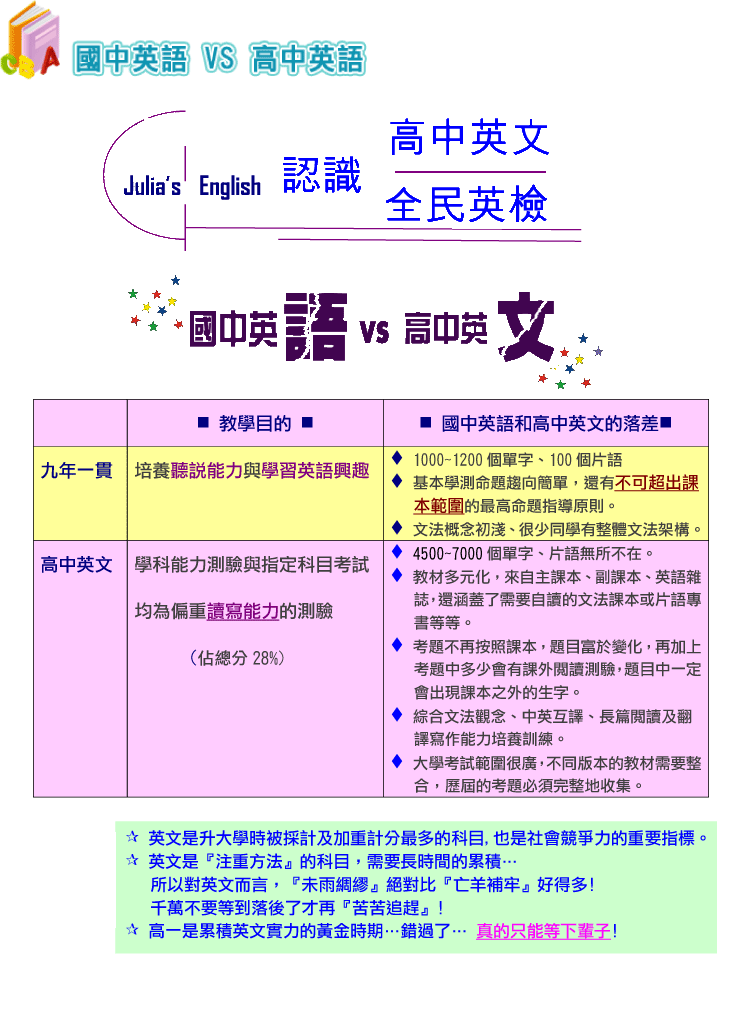 國中英語 VS 高中英語
Julia's English 認識
高中英文
全民英檢
國中英語 vs 高中英文
■ 教學目的 ■
■ 國中英語和高中英文的落差■
九年一貫
培養聽說能力與學習英語興趣
◆ 1000-1200 個單字、100 個片語
◆ 基本學測命題趨向簡單，還有不可超出課
本範圍的最高命題指導原則。
◆ 文法概念初淺、很少同學有整體文法架構。
高中英文
學科能力測驗與指定科目考試
均為偏重讀寫能力的測驗
(佔總分 28%)
◆ 4500-7000 個單字、片語無所不在。
◆ 教材多元化，來自主課本、副課本、英語雜
誌，還涵蓋了需要自讀的文法課本或片語專
書等等。
◆ 考題不再按照課本，題目富於變化，再加上
考題中多少會有課外閱讀測驗，題目中一定
會出現課本之外的生字。
◆ 綜合文法觀念、中英互譯、長篇閱讀及翻
譯寫作能力培養訓練。
◆ 大學考試範圍很廣，不同版本的教材需要整
合，歷屆的考題必須完整地收集。
☆ 英文是升大學時被採計及加重計分最多的科目, 也是社會競爭力的重要指標。
☆ 英文是『注重方法』的科目，需要長時間的累積…
所以對英文而言，『未雨綢繆』絕對比『亡羊補牢』好得多!
千萬不要等到落後了才再『苦苦追趕』!
☆ 高一是累積英文實力的黃金時期…錯過了… 真的只能等下輩子!